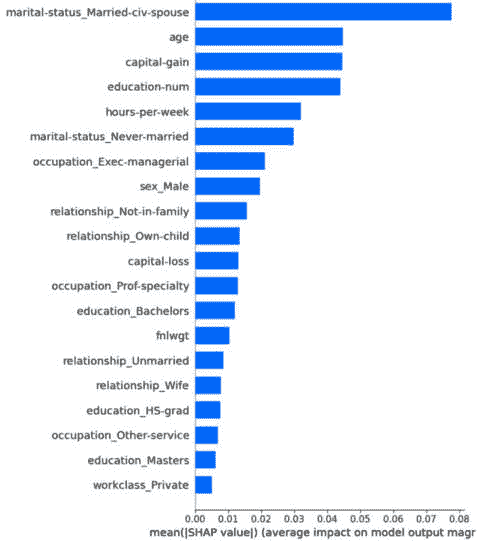 marital-status_Married-civ-spouse
age
capital-gain
education-num
hours-per-week
marital-status_Never-married
occupation_Exec-managerial
sex_Male
relationship_Not-in-family
relationship_Own-child
capital-loss
occupation_Prof-specialty
education_Bachelors
fnlwgt
relationship_Unmarried
relationship_Wife
education_HS-grad
occupation_Other-service
education_Masters
workclass_Private
0.00 0.01 0.02 0.03 0.04 0.05 0.06 0.07 0.08
mean(|SHAP value|) (average impact on model output magr